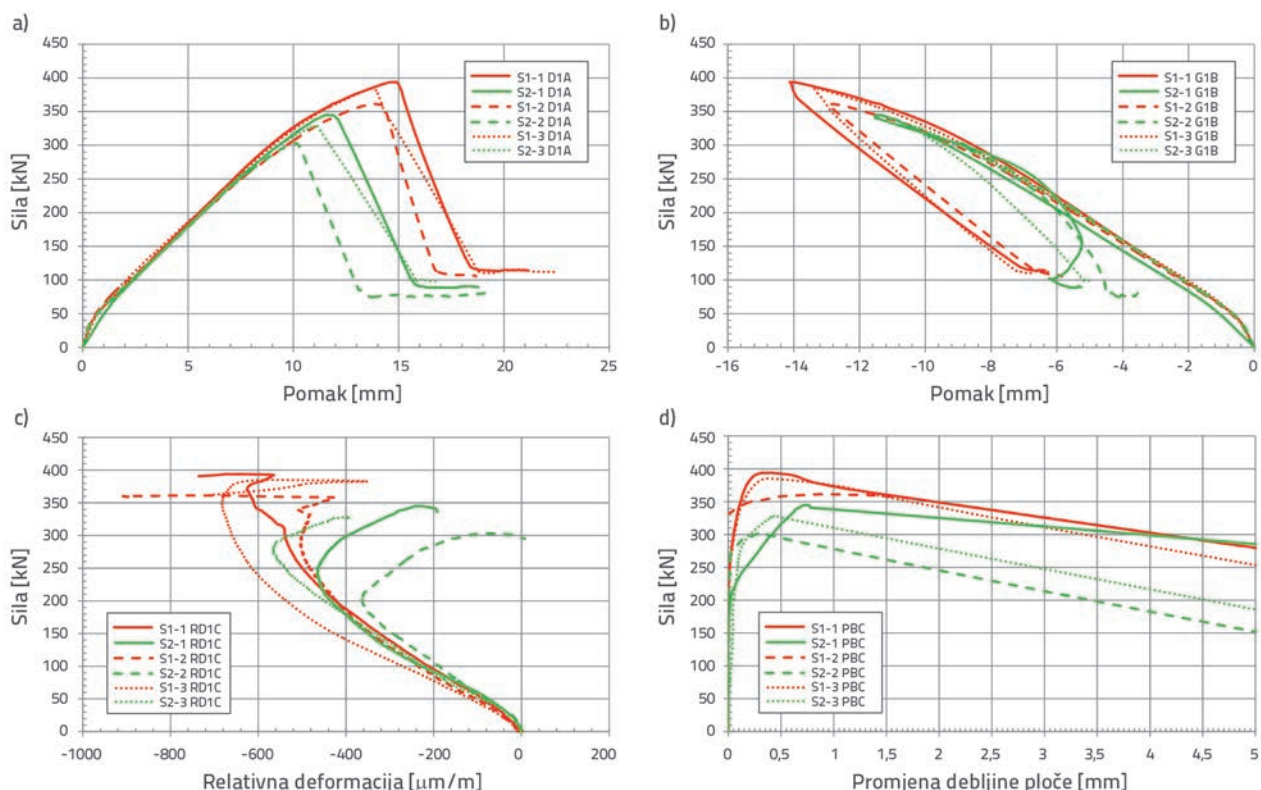 a)
Sila [kN]
450
400
350
300
250
200
150
100
50
0
S1-1 D1A
S2-1 D1A
S1-2 D1A
S2-2 D1A
S1-3 D1A
S2-3 D1A
0 5 10 15 20 25
Pomak [mm]
b)
Sila [kN]
450
400
350
300
250
200
150
100
50
0
S1-1 G1B
S2-1 G1B
S1-2 G1B
S2-2 G1B
S1-3 G1B
S2-3 G1B
-16 -14 -12 -10 -8 -6 -4 -2 0
Pomak [mm]
c)
Sila [kN]
450
400
350
300
250
200
150
100
50
0
S1-1 RD1C
S2-1 RD1C
S1-2 RD1C
S2-2 RD1C
S1-3 RD1C
S2-3 RD1C
-1000 -800 -600 -400 -200 0 200
Relativna deformacija [μm/m]
d)
Sila [kN]
450
400
350
300
250
200
150
100
50
0
S1-1 PBC
S2-1 PBC
S1-2 PBC
S2-2 PBC
S1-3 PBC
S2-3 PBC
0 0,5 1 1,5 2 2,5 3 3,5 4 4,5 5
Promjena debljine ploče [mm]